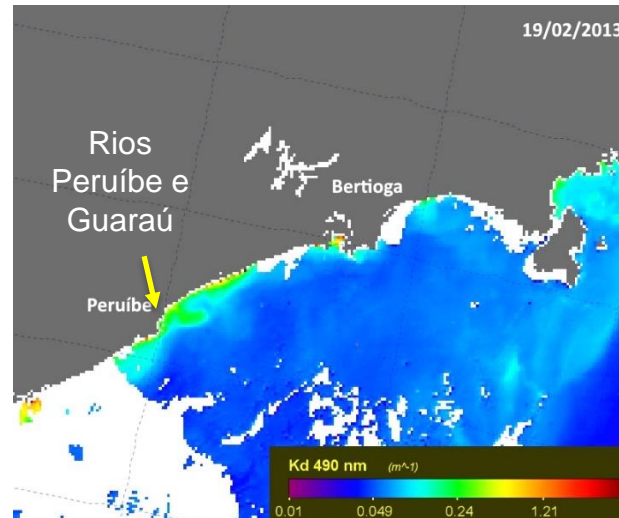 19/02/2013
Rios
Peruíbe e
Guaraú
Bertioga
Peruíbe
Kd 490 nm (m^-1)
0.01 0.049 0.24 1.21